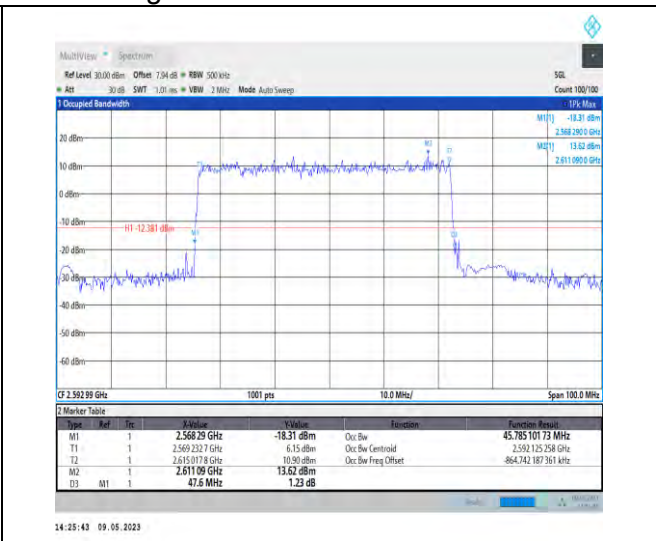 MultiView Spectrum
Ref Level 30.00 dBm Offset 7.94 dB RBW 500 kHz SGL
Att 30 dB SWT 1.01 ms VBW 2 MHz Mode Auto Sweep Count 100/100
1 Occupied Bandwidth 1Pk Max
M1[1] -18.31 dBm
2.568 290 0 GHz
M2[1] 13.62 dBm
2.611 090 0 GHz
20 dBm
10 dBm
0 dBm
-10 dBm
H1 -12.381 dBm
M1
M2
T1
T2
D3
-20 dBm
-30 dBm
-40 dBm
-50 dBm
-60 dBm
CF 2.592 99 GHz 1001 pts 10.0 MHz/ Span 100.0 MHz
2 Marker Table
Type Ref Trc X-Value Y-Value Function Function Result
M1 1 2.568 29 GHz -18.31 dBm Occ Bw 45.785 101 73 MHz
T1 1 2.569 232 7 GHz 6.15 dBm Occ Bw Centroid 2.592 125 258 GHz
T2 1 2.615 017 8 GHz 10.90 dBm Occ Bw Freq Offset -864.742 187 361 kHz
M2 1 2.611 09 GHz 13.62 dBm
D3 M1 1 47.6 MHz 1.23 dB
14:25:43 09.05.2023